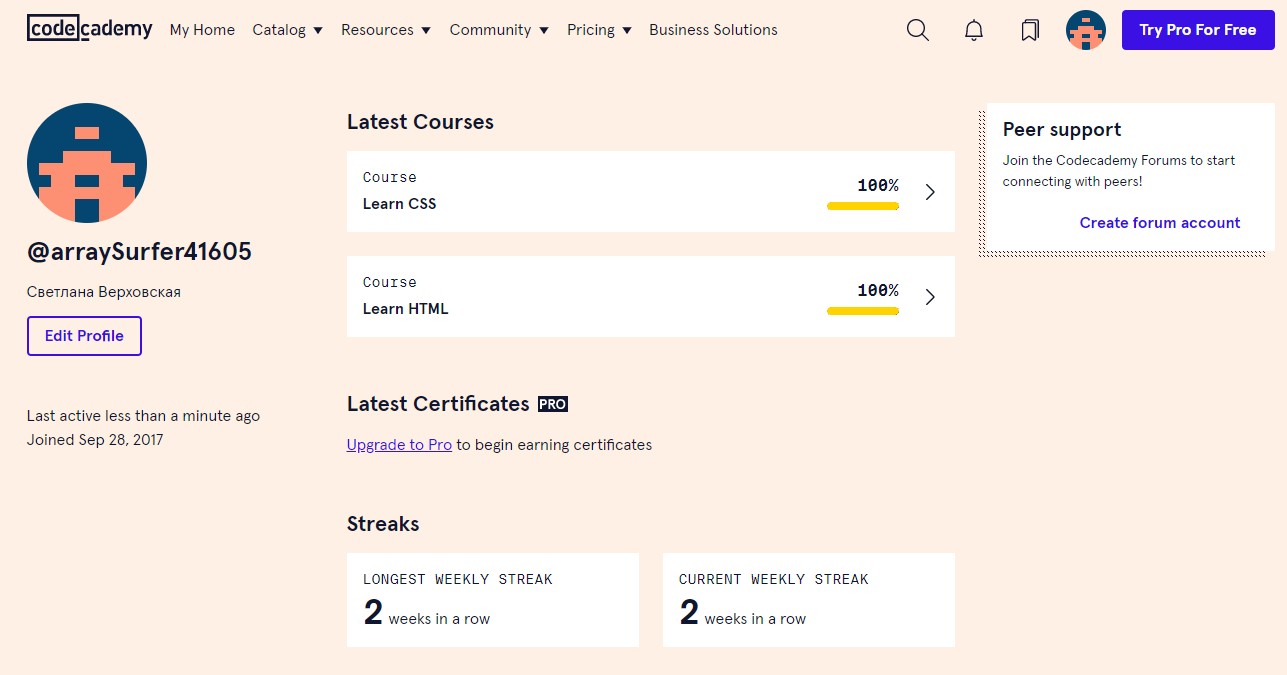 codecademy My Home Catalog Resources Community Pricing Business Solutions Try Pro For Free
@arraySurfer41605
Светлана Верховская
Edit Profile
Last active less than a minute ago
Joined Sep 28, 2017
Latest Courses
Course
Learn CSS
100%
Course
Learn HTML
100%
Latest Certificates PRO
Upgrade to Pro to begin earning certificates
Streaks
LONGEST WEEKLY STREAK
2 weeks in a row
CURRENT WEEKLY STREAK
2 weeks in a row
Peer support
Join the Codecademy Forums to start
connecting with peers!
Create forum account